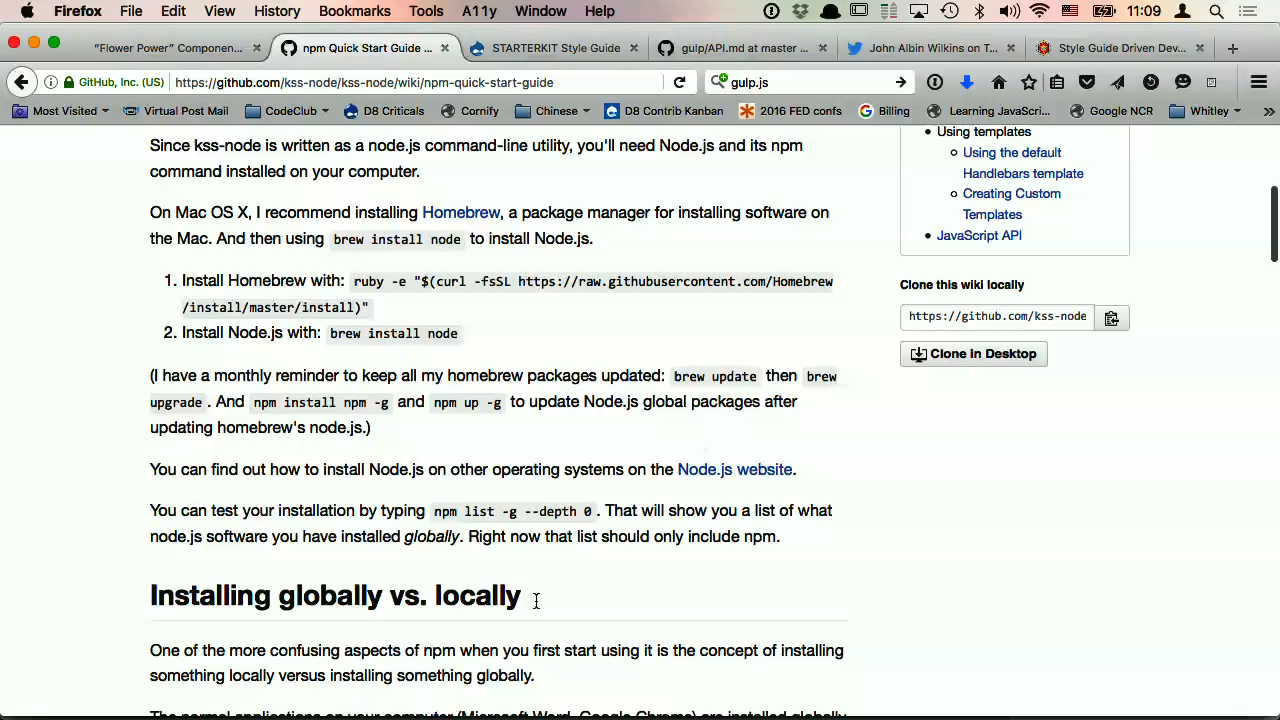 Firefox File Edit View History Bookmarks Tools A11y Window Help 11:09
"Flower Power" Componen... npm Quick Start Guide ... STARTERKIT Style Guide gulp/API.md at master ... John Albin Wilkins on T... Style Guide Driven Dev...
GitHub, Inc. (US) https://github.com/kss-node/kss-node/wiki/npm-quick-start-guide gulp.js
Most Visited Virtual Post Mail CodeClub D8 Criticals Cornify Chinese D8 Contrib Kanban 2016 FED confs Billing Learning JavaScri... Google NCR Whitley
Since kss-node is written as a node.js command-line utility, you'll need Node.js and its npm
command installed on your computer.
On Mac OS X, I recommend installing Homebrew, a package manager for installing software on
the Mac. And then using brew install node to install Node.js.
1. Install Homebrew with: ruby -e "$(curl -fsSL https://raw.githubusercontent.com/Homebrew
/install/master/install)"
2. Install Node.js with: brew install node
(I have a monthly reminder to keep all my homebrew packages updated: brew update then brew
upgrade. And npm install npm -g and npm up -g to update Node.js global packages after
updating homebrew's node.js.)
You can find out how to install Node.js on other operating systems on the Node.js website.
You can test your installation by typing npm list -g --depth 0. That will show you a list of what
node.js software you have installed globally. Right now that list should only include npm.
Installing globally vs. locally
One of the more confusing aspects of npm when you first start using it is the concept of installing
something locally versus installing something globally.
The normal applications on your computer (Microsoft Word, Google Chrome) are installed globally
Using templates
Using the default
Handlebars template
Creating Custom
Templates
JavaScript API
Clone this wiki locally
https://github.com/kss-node
Clone in Desktop